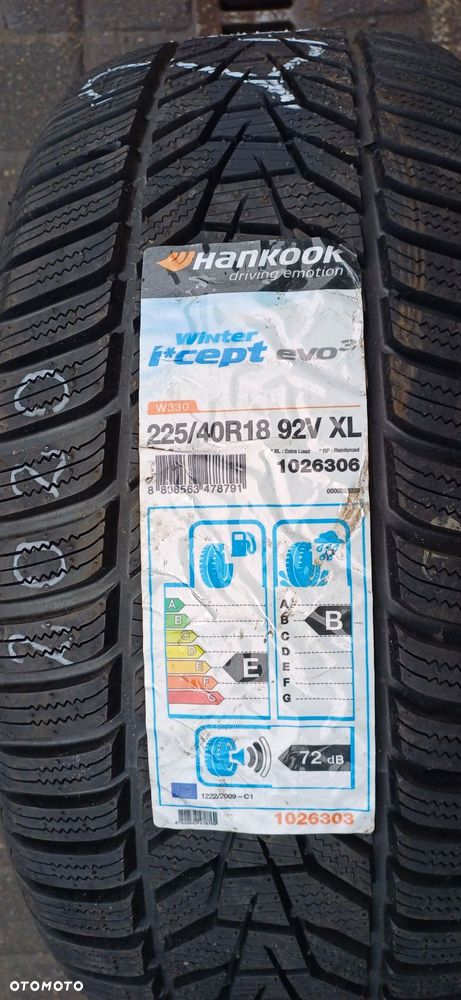 2020
HANKOOK
driving emotion
Winter
i*cept evo³
W330
225/40R18 92V XL
* XL : Extra Load * RF : Reinforced
1026306
8 808563 478791
A
B
C
D
E
F
G
E
A
B
C
D
E
F
G
B
72 dB
1222/2009 - C1
1026303
OTOMOTO